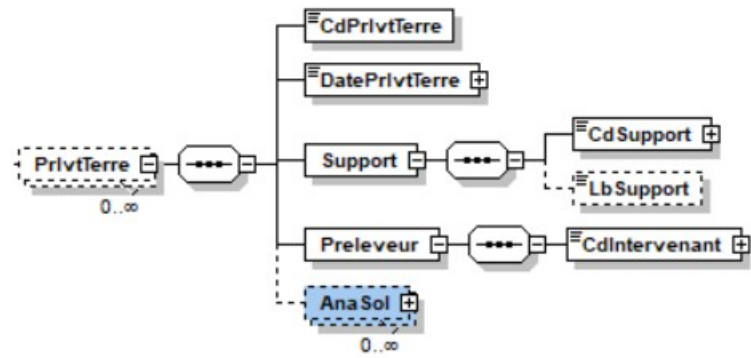 CdPrlvtTerre
DatePrlvtTerre
CdSupport
PrlvtTerre
Support
0..∞
LbSupport
Preleveur
CdIntervenant
AnaSol
0..∞